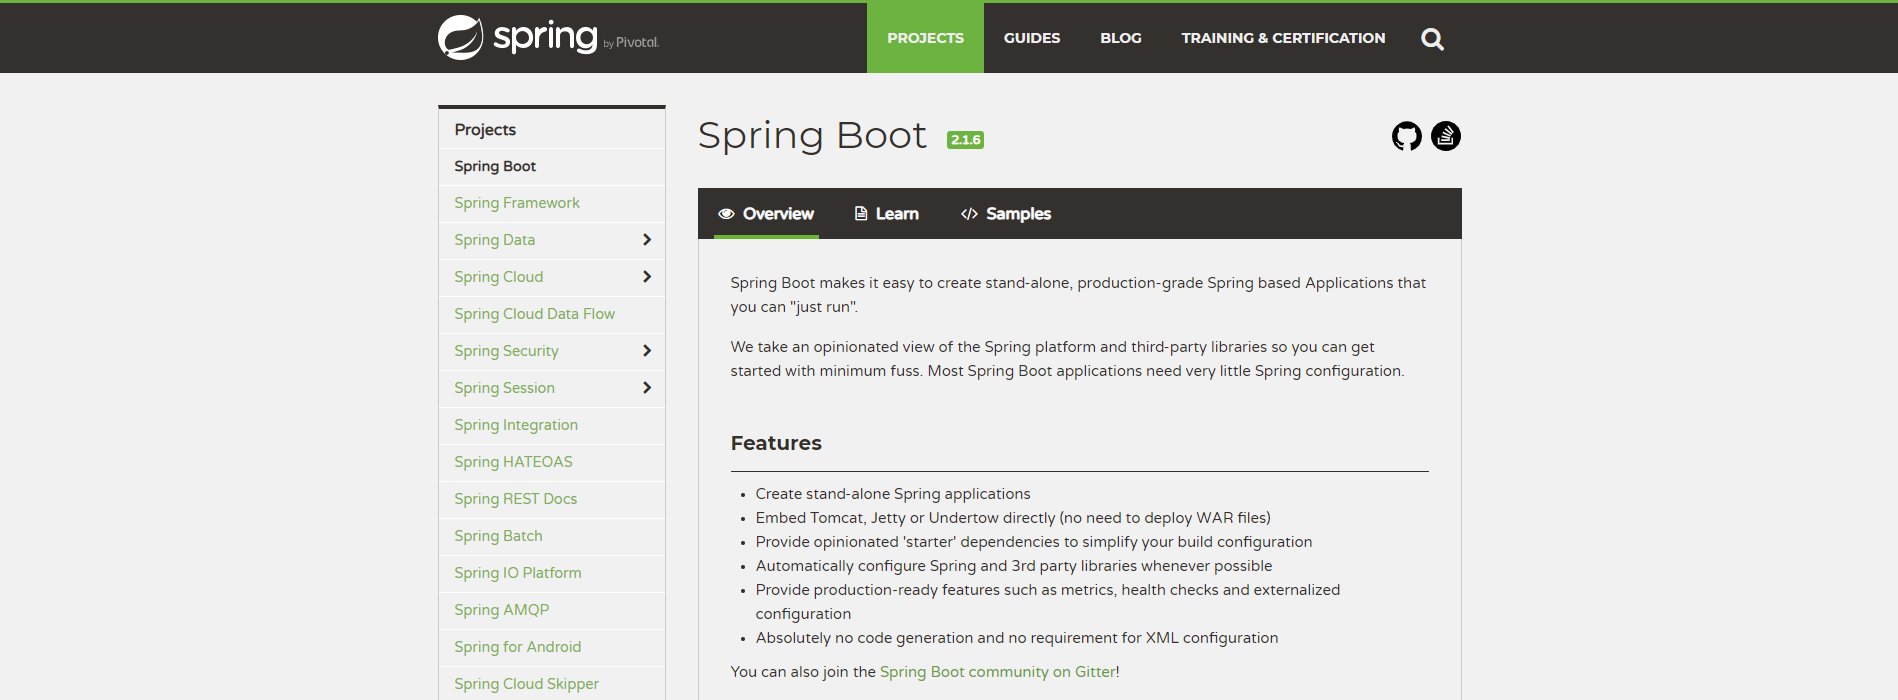 spring by Pivotal.
PROJECTS GUIDES BLOG TRAINING & CERTIFICATION
Projects
Spring Boot
Spring Framework
Spring Data
Spring Cloud
Spring Cloud Data Flow
Spring Security
Spring Session
Spring Integration
Spring HATEOAS
Spring REST Docs
Spring Batch
Spring IO Platform
Spring AMQP
Spring for Android
Spring Cloud Skipper
Spring Boot 2.1.6
Overview Learn Samples
Spring Boot makes it easy to create stand-alone, production-grade Spring based Applications that
you can "just run".
We take an opinionated view of the Spring platform and third-party libraries so you can get
started with minimum fuss. Most Spring Boot applications need very little Spring configuration.
Features
• Create stand-alone Spring applications
• Embed Tomcat, Jetty or Undertow directly (no need to deploy WAR files)
• Provide opinionated 'starter' dependencies to simplify your build configuration
• Automatically configure Spring and 3rd party libraries whenever possible
• Provide production-ready features such as metrics, health checks and externalized
configuration
• Absolutely no code generation and no requirement for XML configuration
You can also join the Spring Boot community on Gitter!